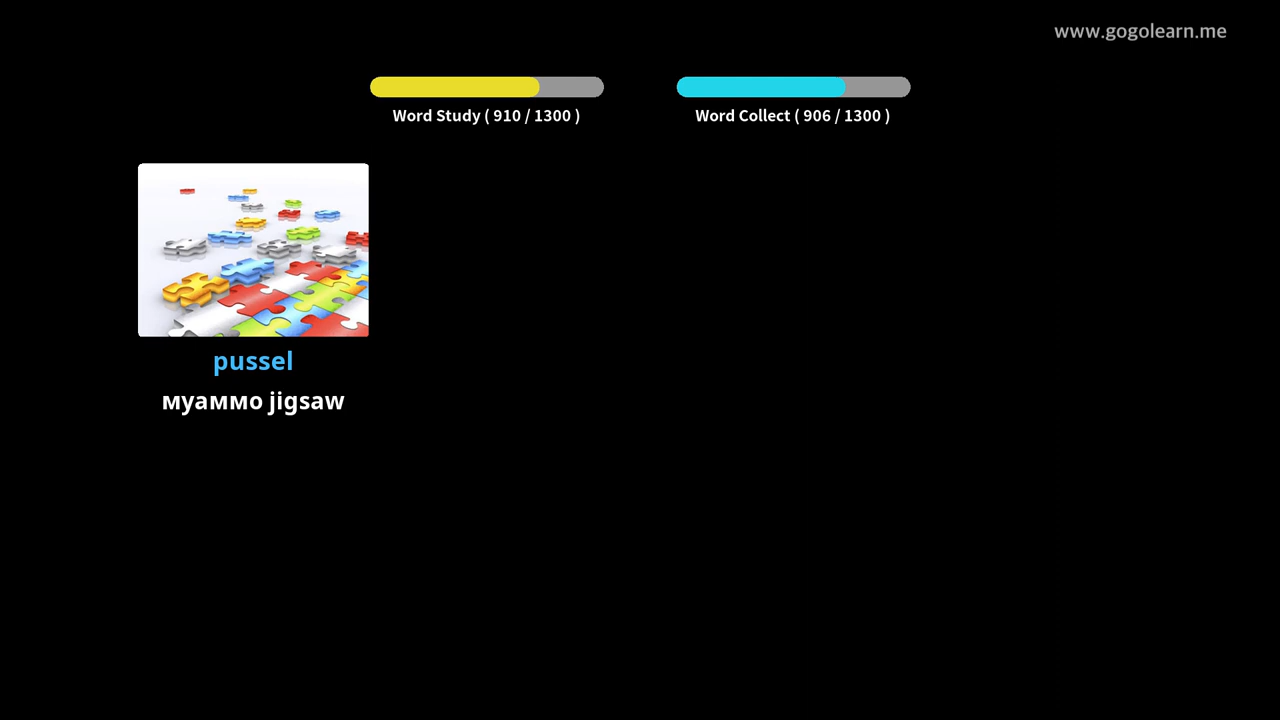 www.gogolearn.me
Word Study ( 910 / 1300 )
Word Collect ( 906 / 1300 )
pussel
муаммо jigsaw